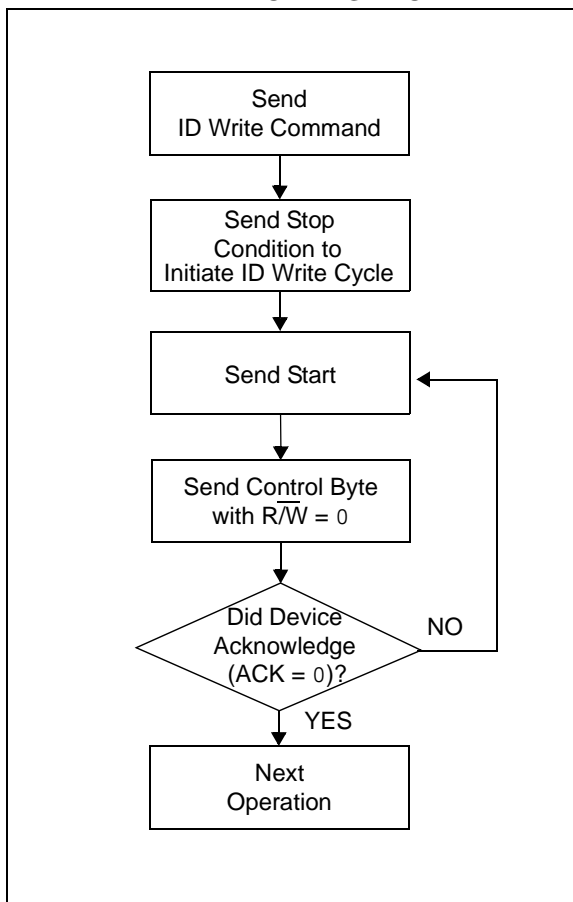 Send
ID Write Command
Send Stop
Condition to
Initiate ID Write Cycle
Send Start
Send Control Byte
with R/W = 0
Did Device
Acknowledge
(ACK = 0)?
NO
YES
Next
Operation